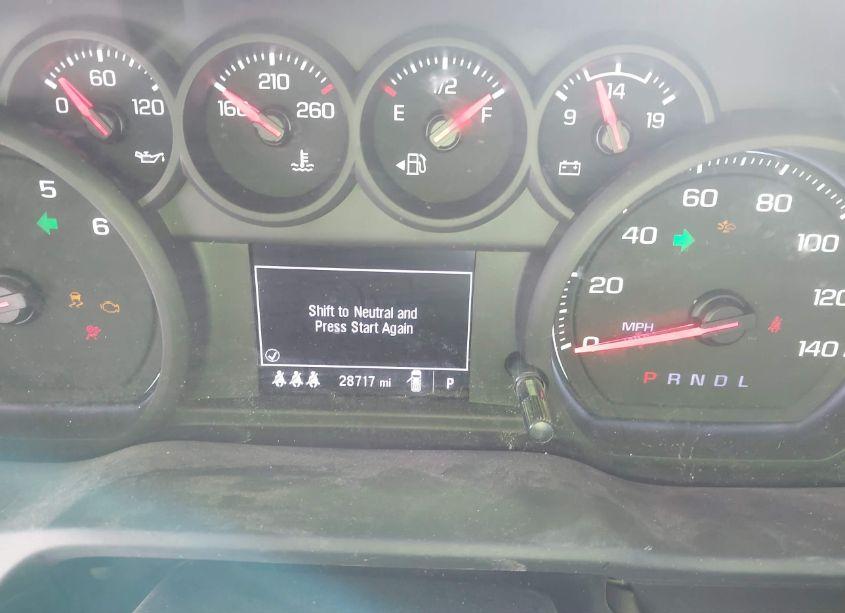 60
0
120
210
160
260
1/2
E
F
14
9
19
5
6
60
80
40
100
20
120
0
MPH
140
P R N D L
Shift to Neutral and
Press Start Again
28717 mi
P